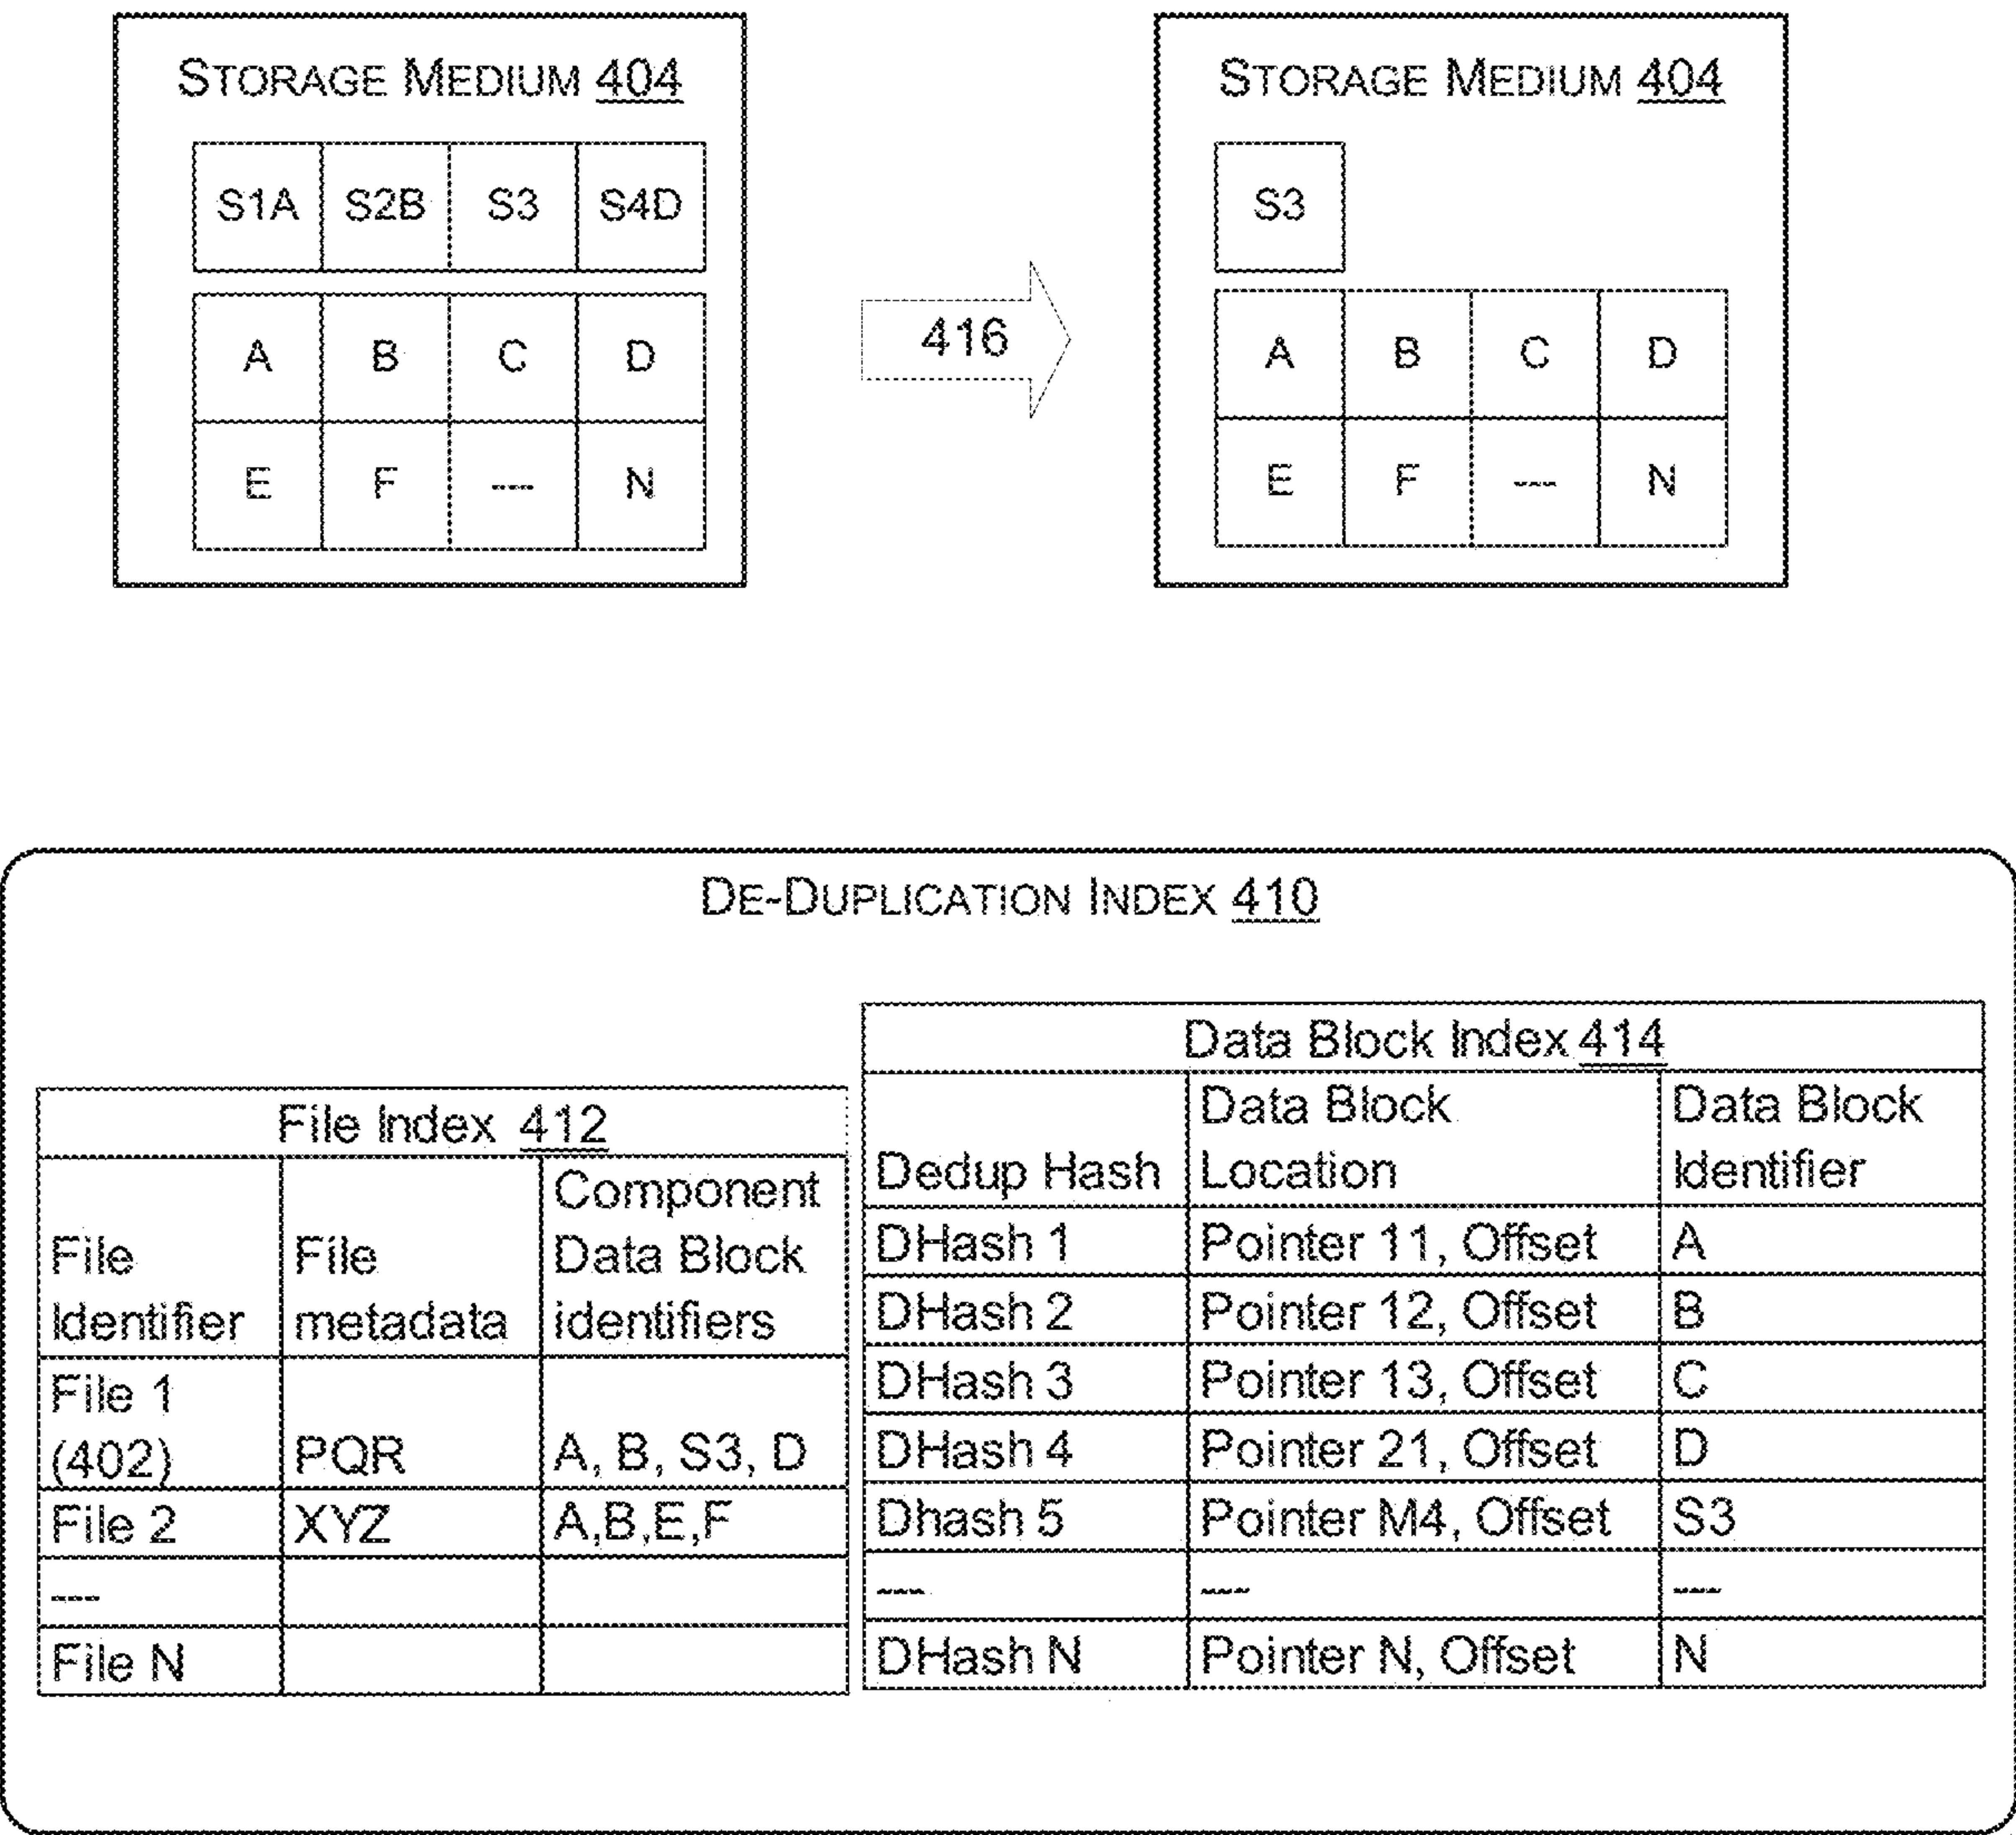 STORAGE MEDIUM 404
S1A S2B S3 S4D
A B C D
E F --- N
416
STORAGE MEDIUM 404
S3
A B C D
E F --- N
DE-DUPLICATION INDEX 410
File Index 412
File Identifier
File metadata
Component Data Block identifiers
File 1 (402) PQR A, B, S3, D
File 2 XYZ A,B,E,F
---
File N
Data Block Index 414
Dedup Hash
Data Block Location
Data Block Identifier
DHash 1 Pointer 11, Offset A
DHash 2 Pointer 12, Offset B
DHash 3 Pointer 13, Offset C
DHash 4 Pointer 21, Offset D
Dhash 5 Pointer M4, Offset S3
--- --- ---
DHash N Pointer N, Offset N